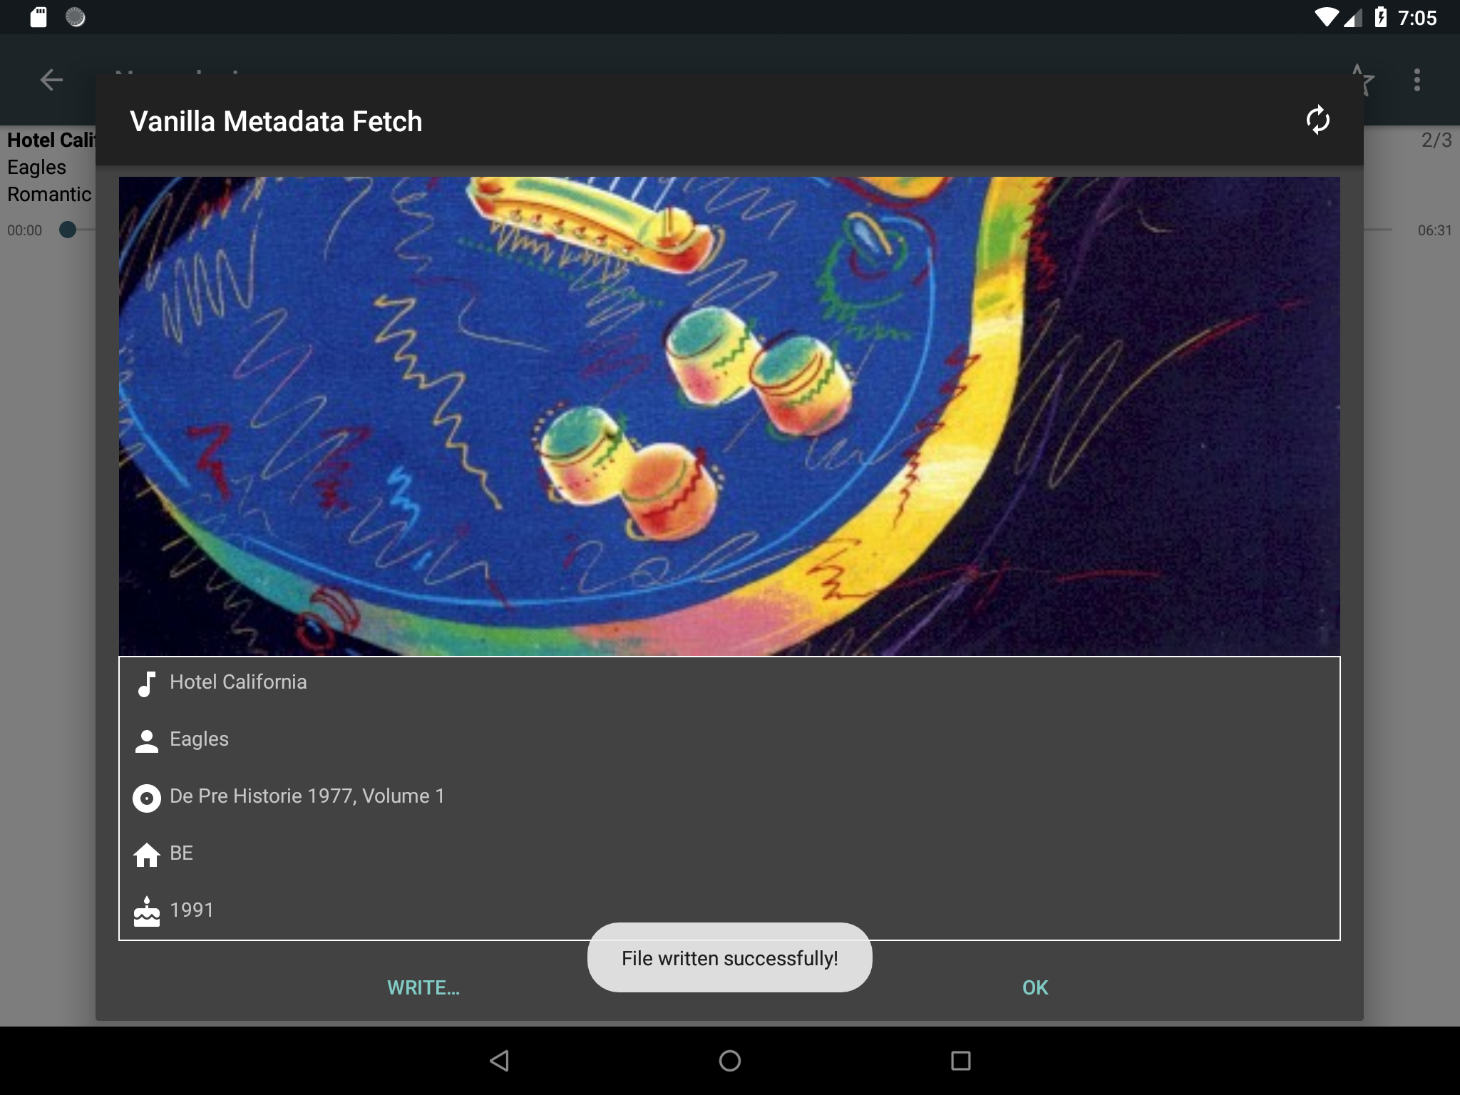 7:05
Vanilla Metadata Fetch
Hotel Calif
2/3
Eagles
Romantic
00:00
06:31
Hotel California
Eagles
De Pre Historie 1977, Volume 1
BE
1991
File written successfully!
WRITE...
OK